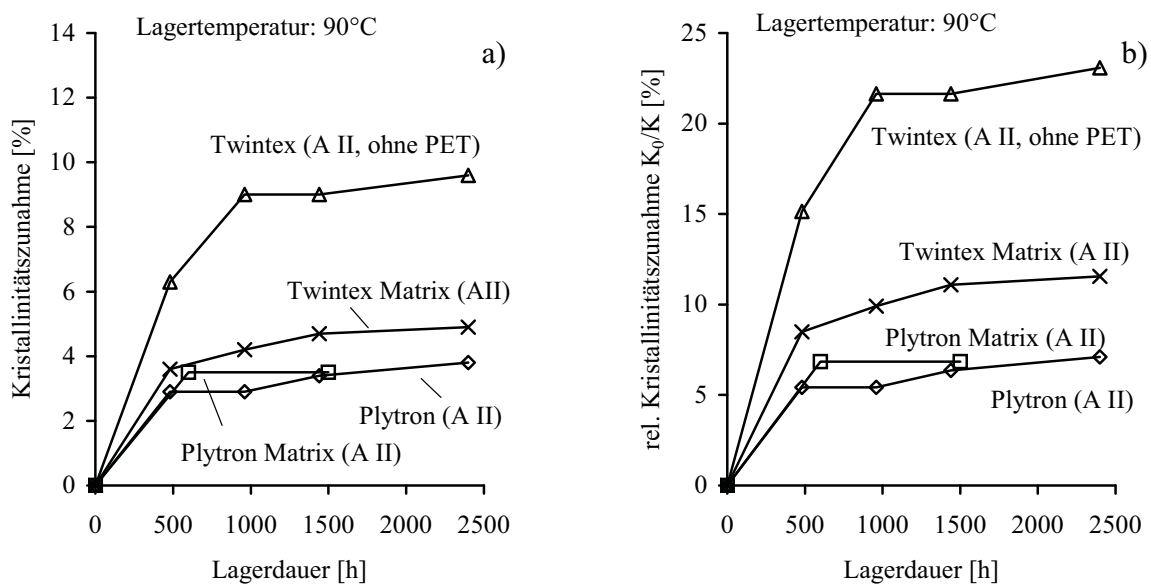 Lagertemperatur: 90°C
a)
14
12
10
8
6
4
2
0
Kristallinitätszunahme [%]
Twintex (A II, ohne PET)
Twintex Matrix (AII)
Plytron (A II)
Plytron Matrix (A II)
0 500 1000 1500 2000 2500
Lagerdauer [h]
Lagertemperatur: 90°C
b)
25
20
15
10
5
0
rel. Kristallinitätszunahme K₀/K [%]
Twintex (A II, ohne PET)
Twintex Matrix (A II)
Plytron Matrix (A II)
Plytron (A II)
0 500 1000 1500 2000 2500
Lagerdauer [h]